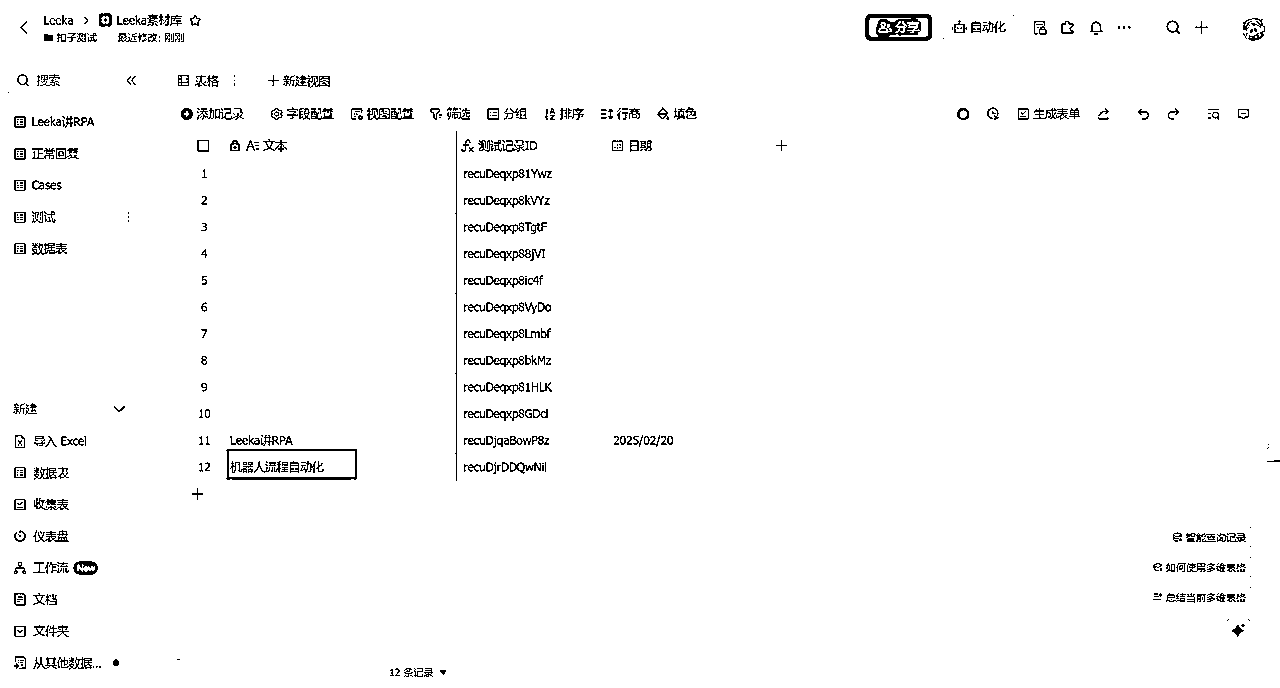 Leeka > Leeka素材库
扣子测试 最近修改: 刚刚
分享 自动化
搜索
表格 新建视图
添加记录 字段配置 视图配置 筛选 分组 排序 行高 填色 生成表单
Leeka讲RPA
正常回复
Cases
测试
数据表
文本 测试记录ID 日期
1 recuDeqxp81Ywz
2 recuDeqxp8kVYz
3 recuDeqxp8TgtF
4 recuDeqxp88jVI
5 recuDeqxp8ic4f
6 recuDeqxp8VyDo
7 recuDeqxp8Lmbf
8 recuDeqxp8bkMz
9 recuDeqxp81HLK
10 recuDeqxp8GDcl
11 Leeka讲RPA recuDjqaBowP8z 2025/02/20
12 机器人流程自动化 recuDjrDDQwNil
新建
导入 Excel
数据表
收集表
仪表盘
工作流 New
文档
文件夹
从其他数据...
智能查询记录
如何使用多维表格
总结当前多维表格
12 条记录